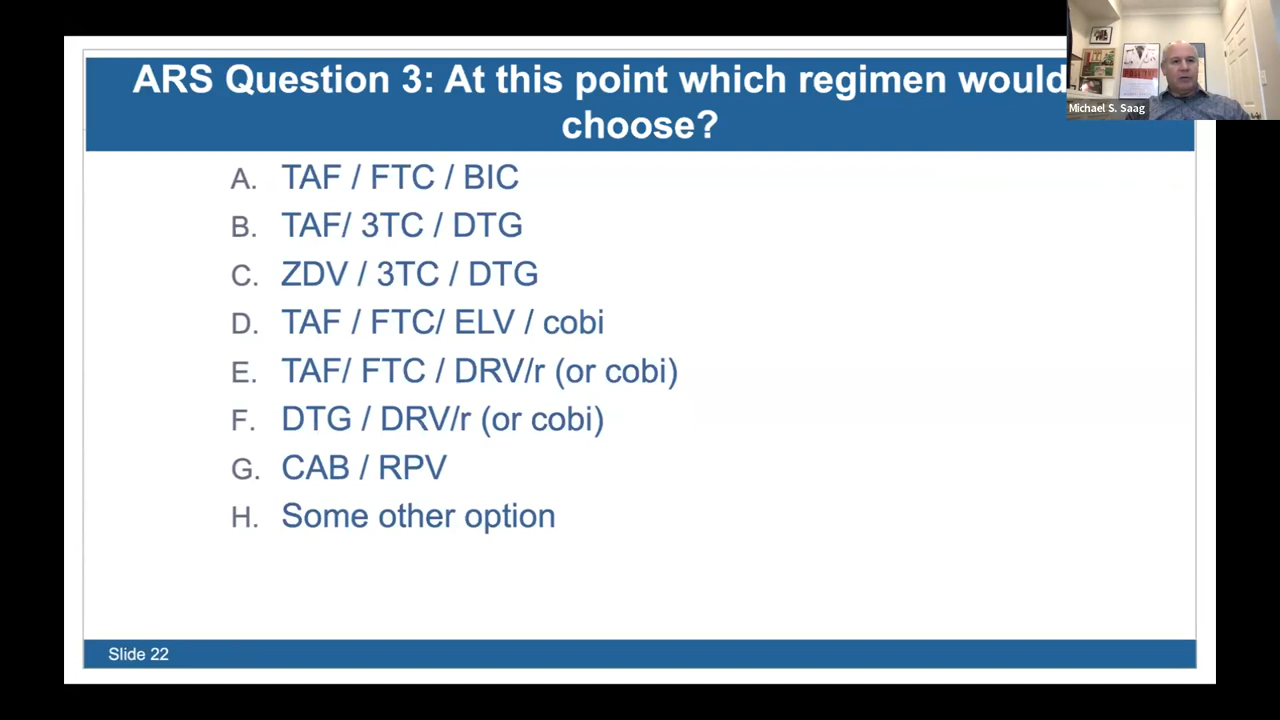 ARS Question 3: At this point which regimen would
choose?
Michael S. Saag
A. TAF / FTC / BIC
B. TAF/ 3TC / DTG
C. ZDV / 3TC / DTG
D. TAF / FTC/ ELV / cobi
E. TAF/ FTC / DRV/r (or cobi)
F. DTG / DRV/r (or cobi)
G. CAB / RPV
H. Some other option
Slide 22